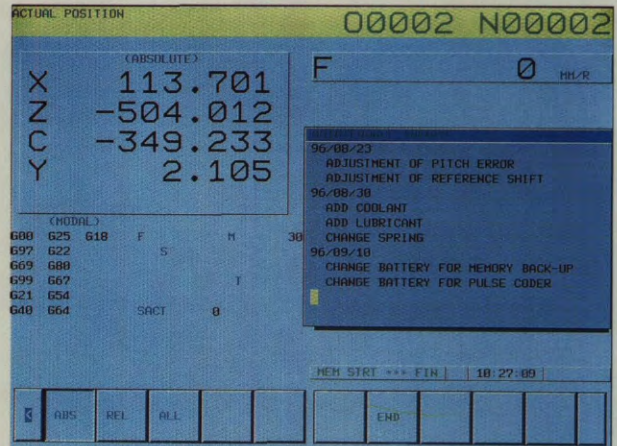 ACTUAL POSITION
O0002 N00002
(ABSOLUTE)
X 113.701
Z -504.012
C -349.233
Y 2.105
F 0 MM/R
96/08/23
ADJUSTMENT OF PITCH ERROR
ADJUSTMENT OF REFERENCE SHIFT
96/08/30
ADD COOLANT
ADD LUBRICANT
CHANGE SPRING
96/09/10
CHANGE BATTERY FOR MEMORY BACK-UP
CHANGE BATTERY FOR PULSE CODER
(MODAL)
G00 G25 G18 F M 30
G97 G22 S
G69 G80
G99 G67 T
G21 G54
G40 G64 SACT 0
MEM STRT *** FIN 10:27:09
< ABS REL ALL END